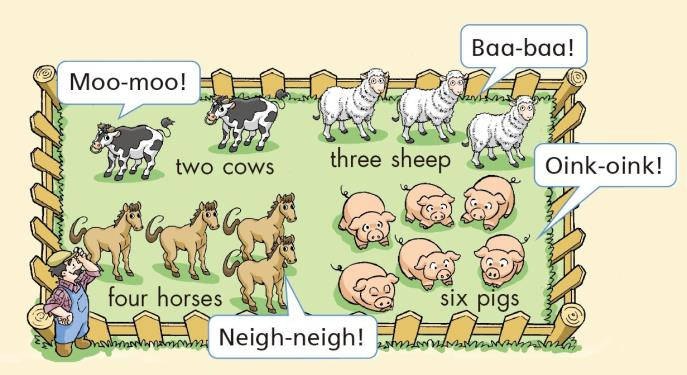 Baa-baa!
Moo-moo!
two cows
three sheep
Oink-oink!
four horses
six pigs
Neigh-neigh!